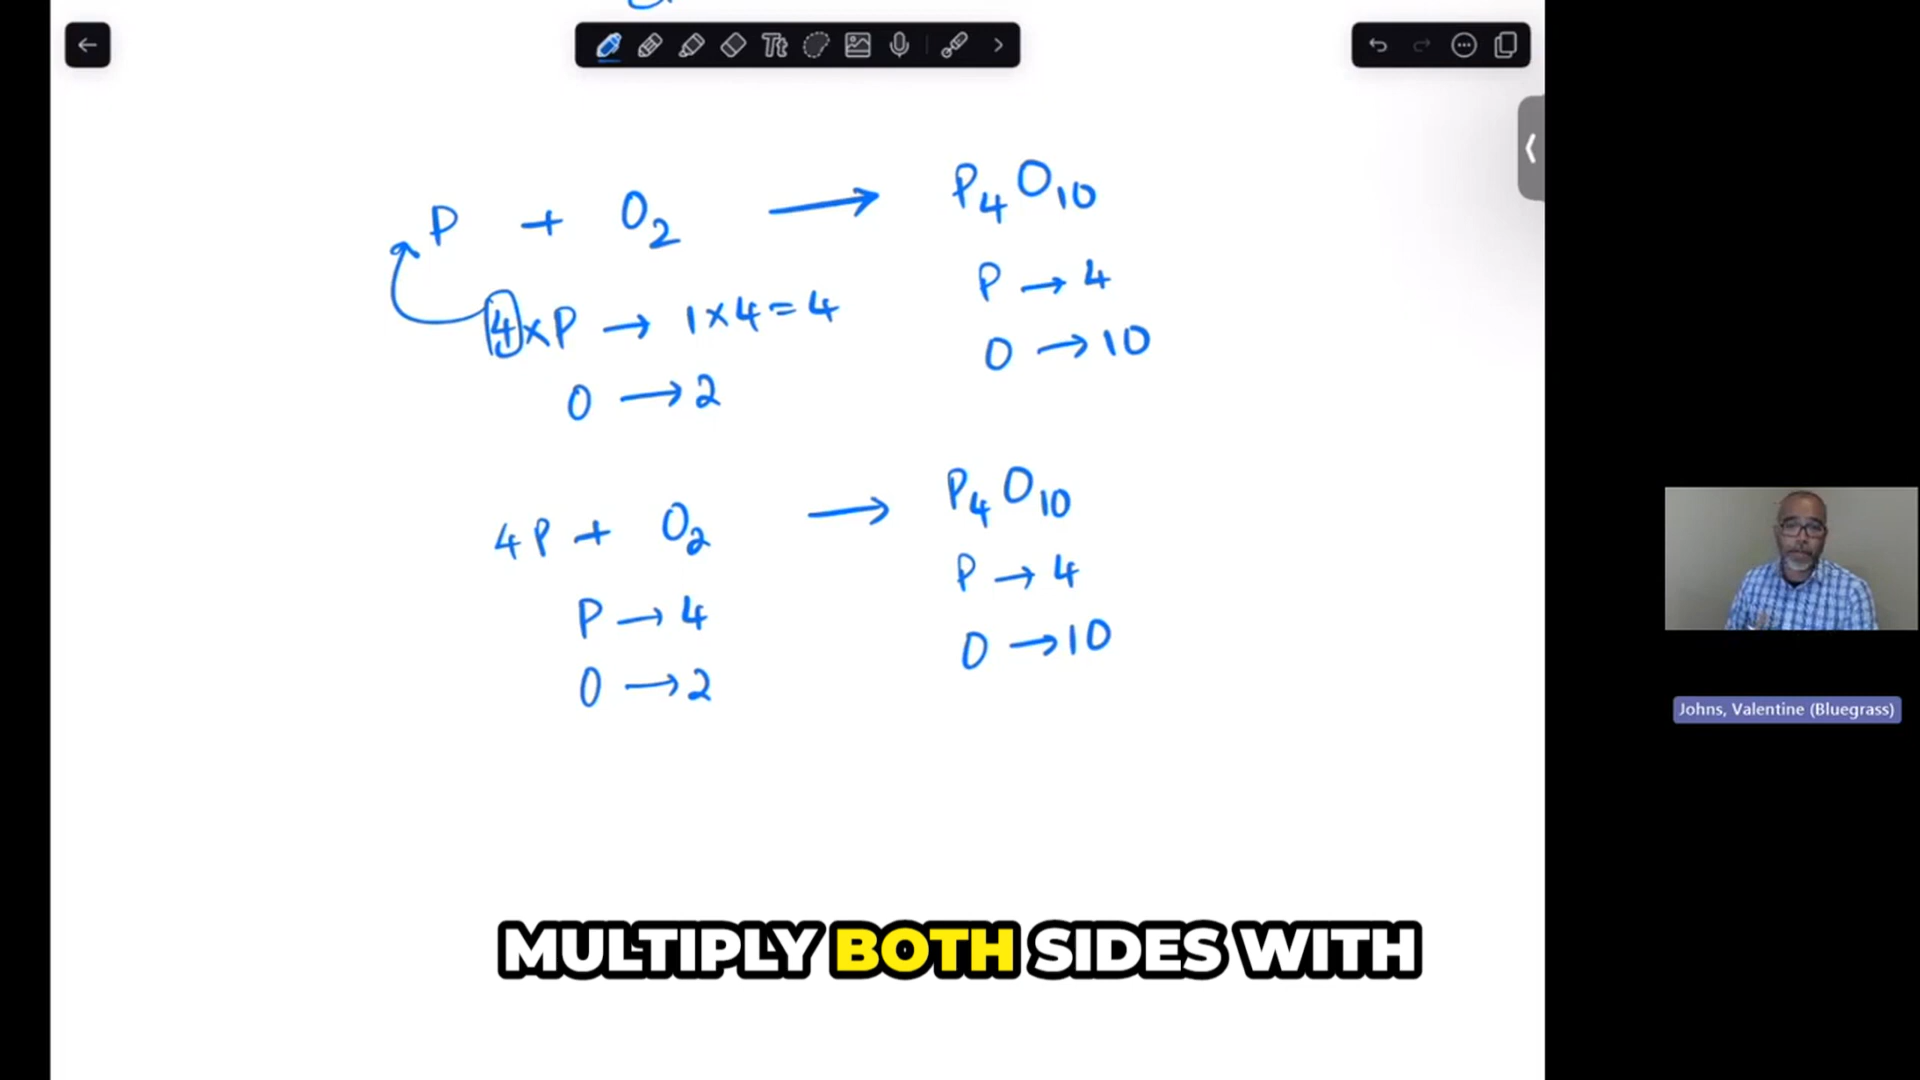 P + O2 → P4O10
4×P → 1×4=4 P → 4
O → 2 O → 10
4P + O2 → P4O10
P → 4 P → 4
O → 2 O → 10
Tt
Johns, Valentine (Bluegrass)
MULTIPLY BOTH SIDES WITH